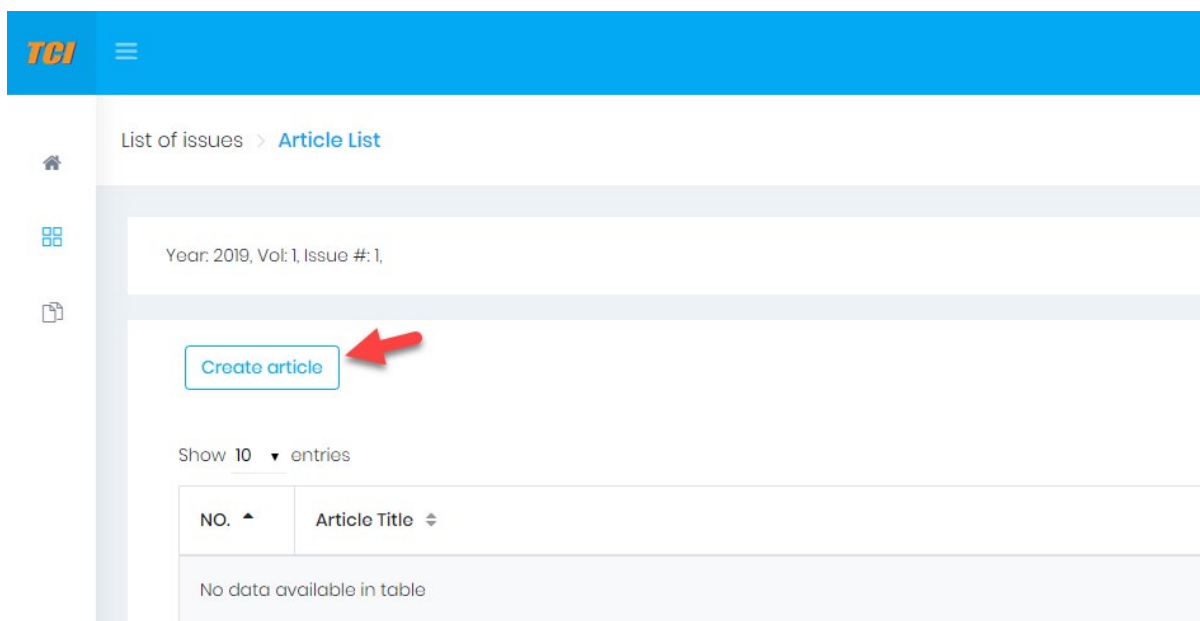 TCI
List of issues > Article List
Year: 2019, Vol: 1, Issue #: 1,
Create article
Show 10 entries
NO. Article Title
No data available in table